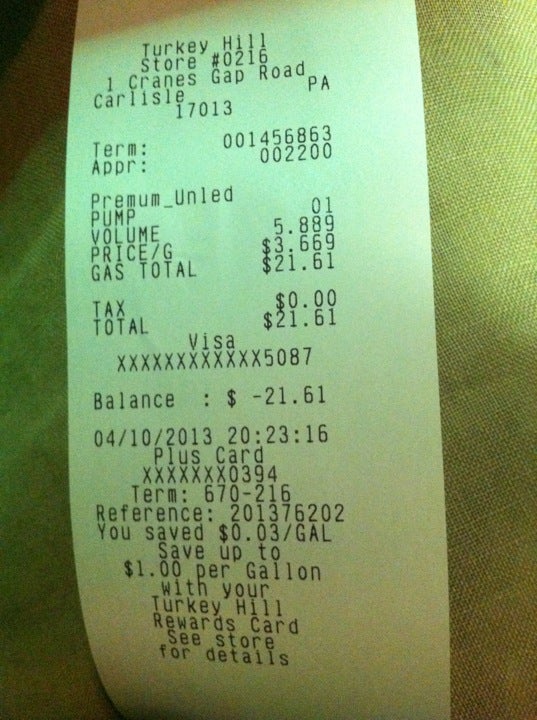 Turkey Hill
Store #0216
1 Cranes Gap Road
Carlisle PA
17013
Term: 001456863
Appr: 002200
Premum_Unled
PUMP 01
VOLUME 5.889
PRICE/G $3.669
GAS TOTAL $21.61
TAX $0.00
TOTAL $21.61
Visa
XXXXXXXXXXXX5087
Balance : $ -21.61
04/10/2013 20:23:16
Plus Card
XXXXXXX0394
Term: 670-216
Reference: 201376202
You saved $0.03/GAL
Save up to
$1.00 per Gallon
with your
Turkey Hill
Rewards Card
See store
for details